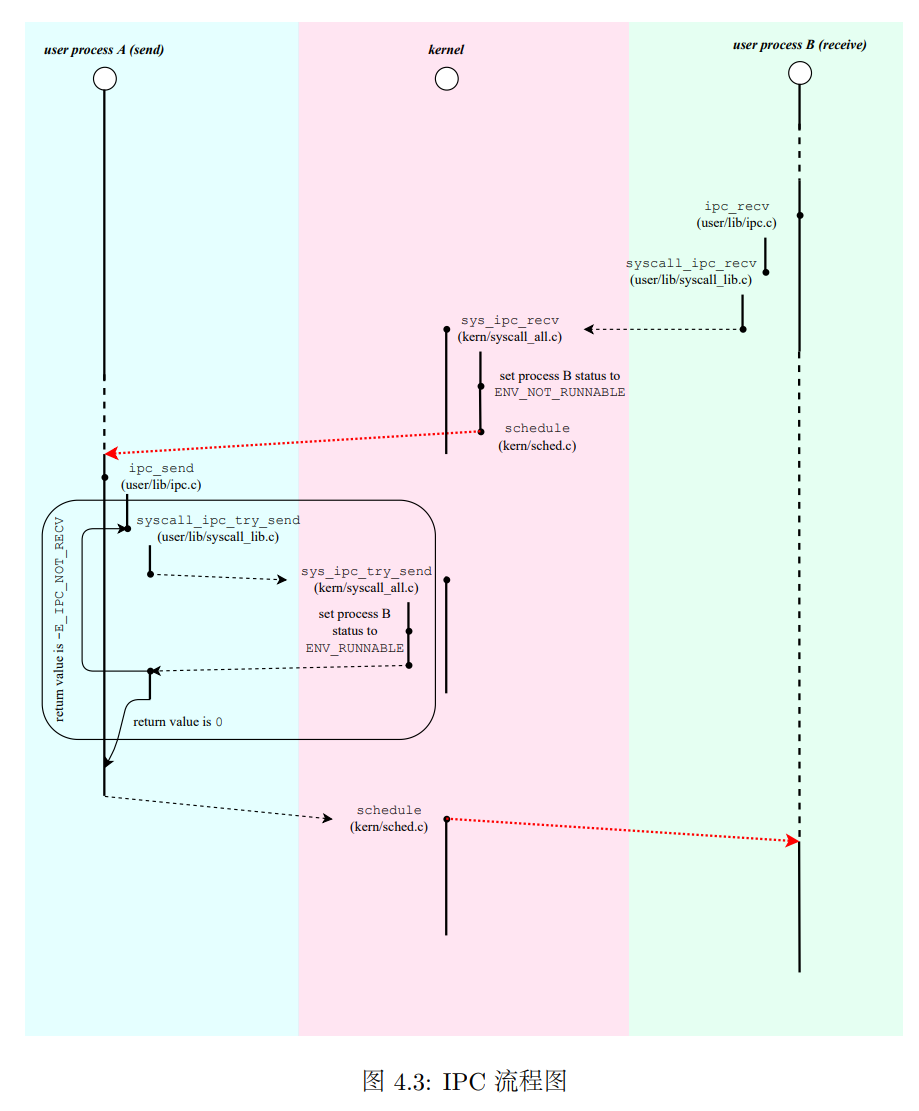 user process A (send)
kernel
user process B (receive)
ipc_recv
(user/lib/ipc.c)
syscall_ipc_recv
(user/lib/syscall_lib.c)
sys_ipc_recv
(kern/syscall_all.c)
set process B status to
ENV_NOT_RUNNABLE
schedule
(kern/sched.c)
ipc_send
(user/lib/ipc.c)
syscall_ipc_try_send
(user/lib/syscall_lib.c)
return value is -E_IPC_NOT_RECV
sys_ipc_try_send
(kern/syscall_all.c)
set process B
status to
ENV_RUNNABLE
return value is 0
schedule
(kern/sched.c)
图 4.3: IPC 流程图